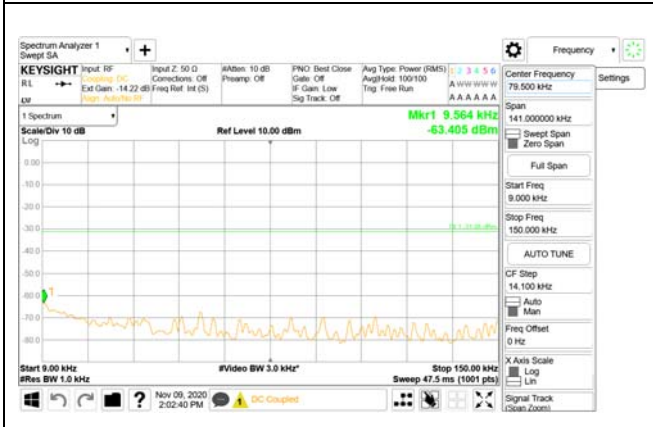 Spectrum Analyzer 1
Swept SA
Frequency
KEYSIGHT
Input: RF
Coupling: DC
Ext Gain: -14.22 dB
Align: Auto/No RF
Input Z: 50 Ω
Corrections: Off
Freq Ref: Int (S)
#Atten: 10 dB
Preamp: Off
PNO: Best Close
Gate: Off
IF Gain: Low
Sig Track: Off
Avg Type: Power (RMS)
Avg|Hold: 100/100
Trig: Free Run
1 2 3 4 5 6
A W W W W W
A A A A A A
RL
1 Spectrum
Scale/Div 10 dB
Log
Ref Level 10.00 dBm
Mkr1 9.564 kHz
-63.405 dBm
0.00
-10.0
-20.0
-30.0
-40.0
-60.0
-70.0
-80.0
1
Start 9.00 kHz
#Res BW 1.0 kHz
#Video BW 3.0 kHz*
Stop 150.00 kHz
Sweep 47.5 ms (1001 pts)
?
Nov 09, 2020
2:02:40 PM
1
DC Coupled
Center Frequency
79.500 kHz
Settings
Span
141.000000 kHz
Swept Span
Zero Span
Full Span
Start Freq
9.000 kHz
Stop Freq
150.000 kHz
AUTO TUNE
CF Step
14.100 kHz
Auto
Man
Freq Offset
0 Hz
X Axis Scale
Log
Lin
Signal Track
(Span Zoom)